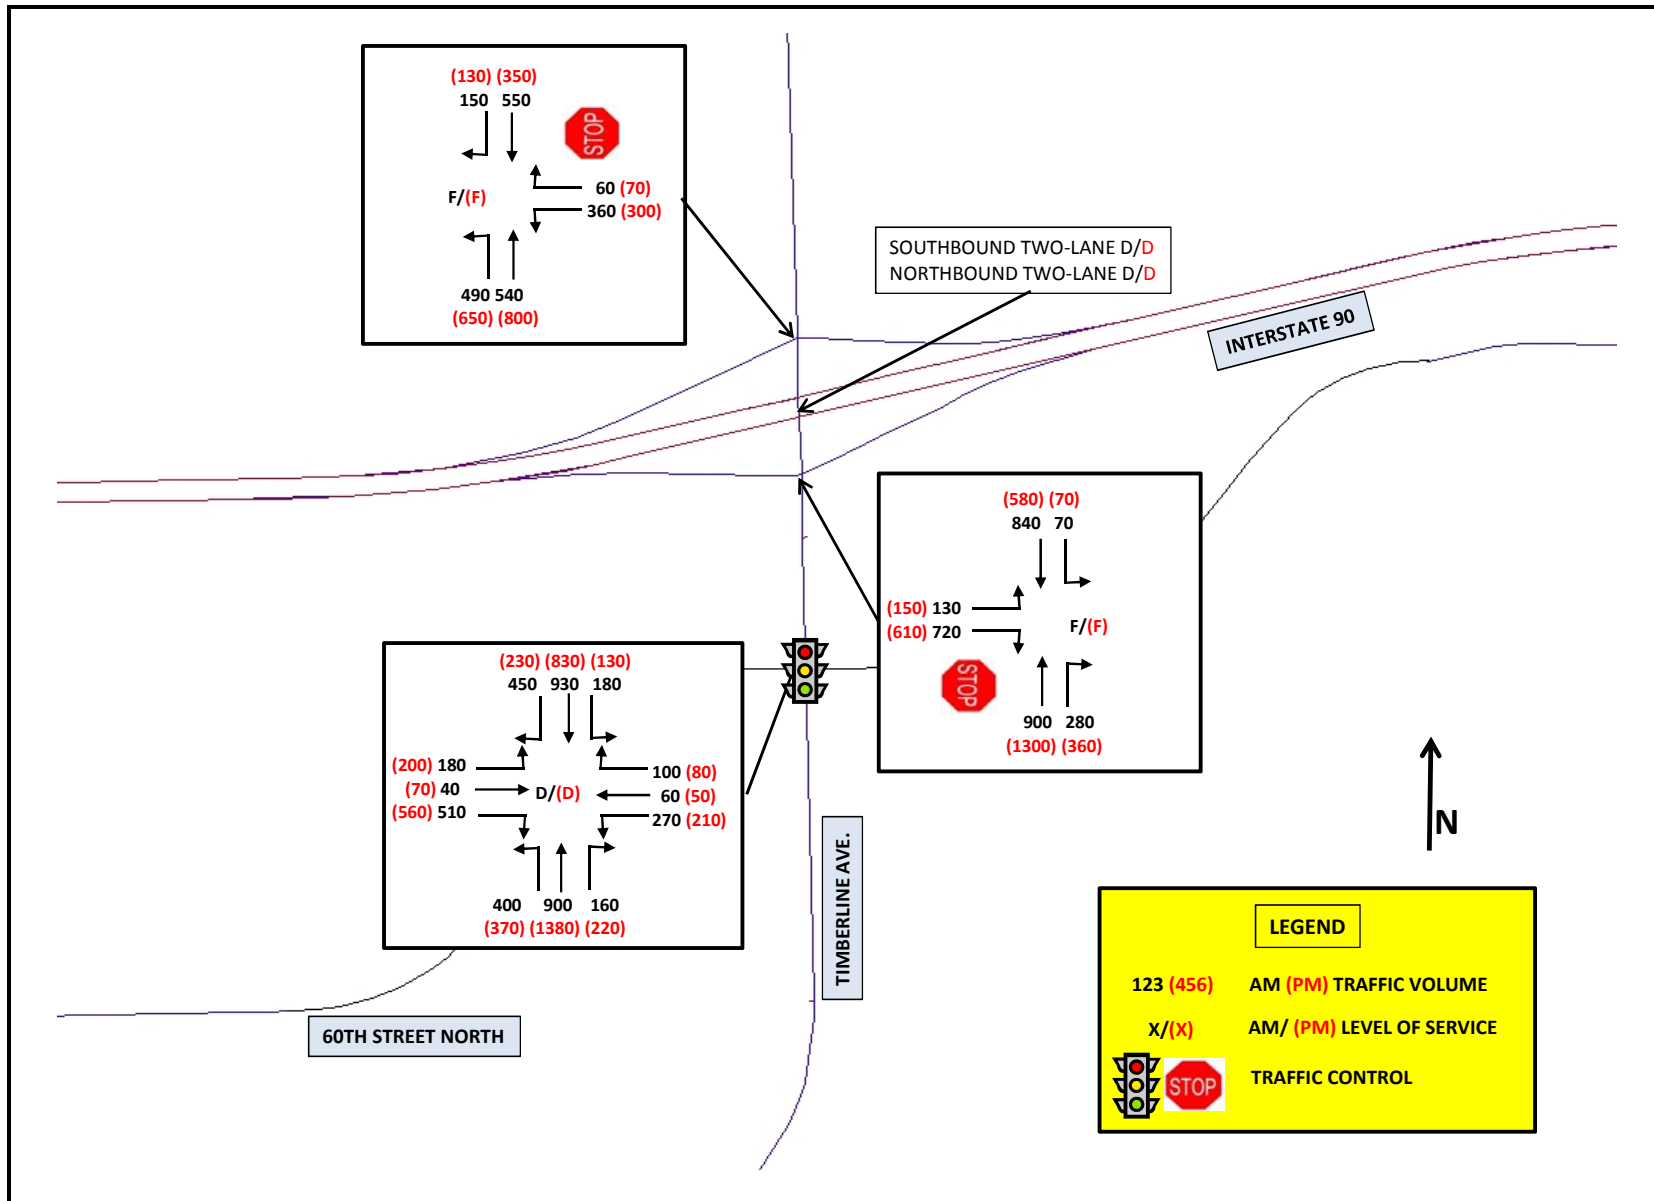 (130) (350)
150 550
STOP
F/(F)
60 (70)
360 (300)
490 540
(650) (800)
SOUTHBOUND TWO-LANE D/D
NORTHBOUND TWO-LANE D/D
INTERSTATE 90
(580) (70)
840 70
(150) 130
(610) 720
F/(F)
STOP
900 280
(1300) (360)
(230) (830) (130)
450 930 180
(200) 180
(70) 40
(560) 510
D/(D)
100 (80)
60 (50)
270 (210)
400 900 160
(370) (1380) (220)
TIMBERLINE AVE.
60TH STREET NORTH
N
LEGEND
123 (456) AM (PM) TRAFFIC VOLUME
X/(X) AM/ (PM) LEVEL OF SERVICE
STOP TRAFFIC CONTROL